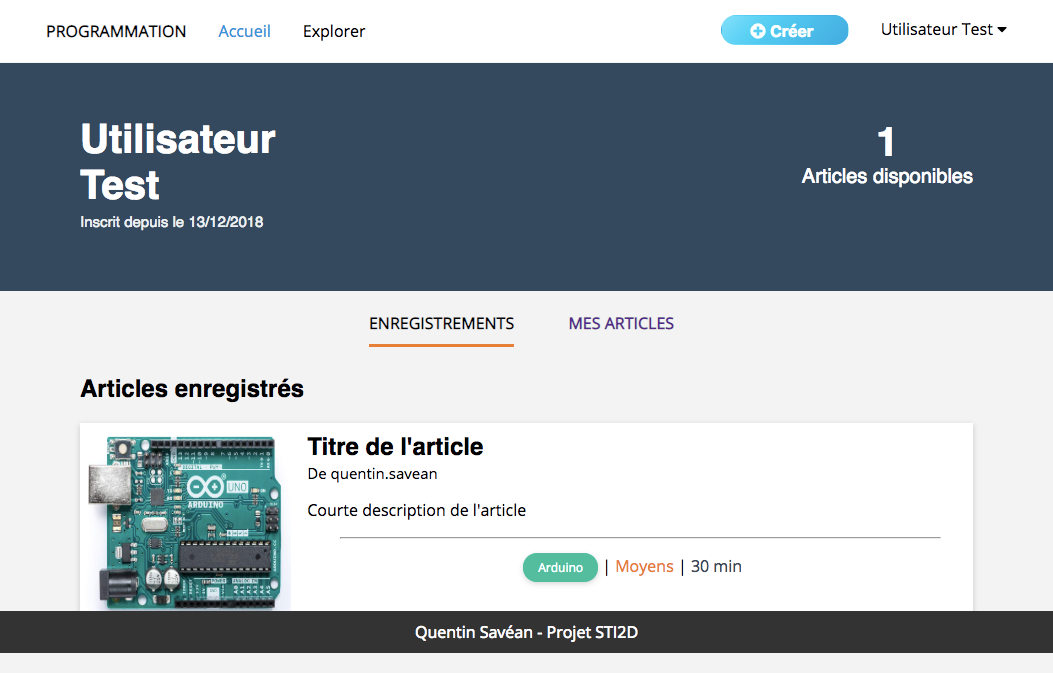 PROGRAMMATION Accueil Explorer Créer Utilisateur Test
Utilisateur
Test
Inscrit depuis le 13/12/2018
1
Articles disponibles
ENREGISTREMENTS MES ARTICLES
Articles enregistrés
UNO
ARDUINO
Titre de l'article
De quentin.savean
Courte description de l'article
Arduino | Moyens | 30 min
Quentin Savéan - Projet STI2D